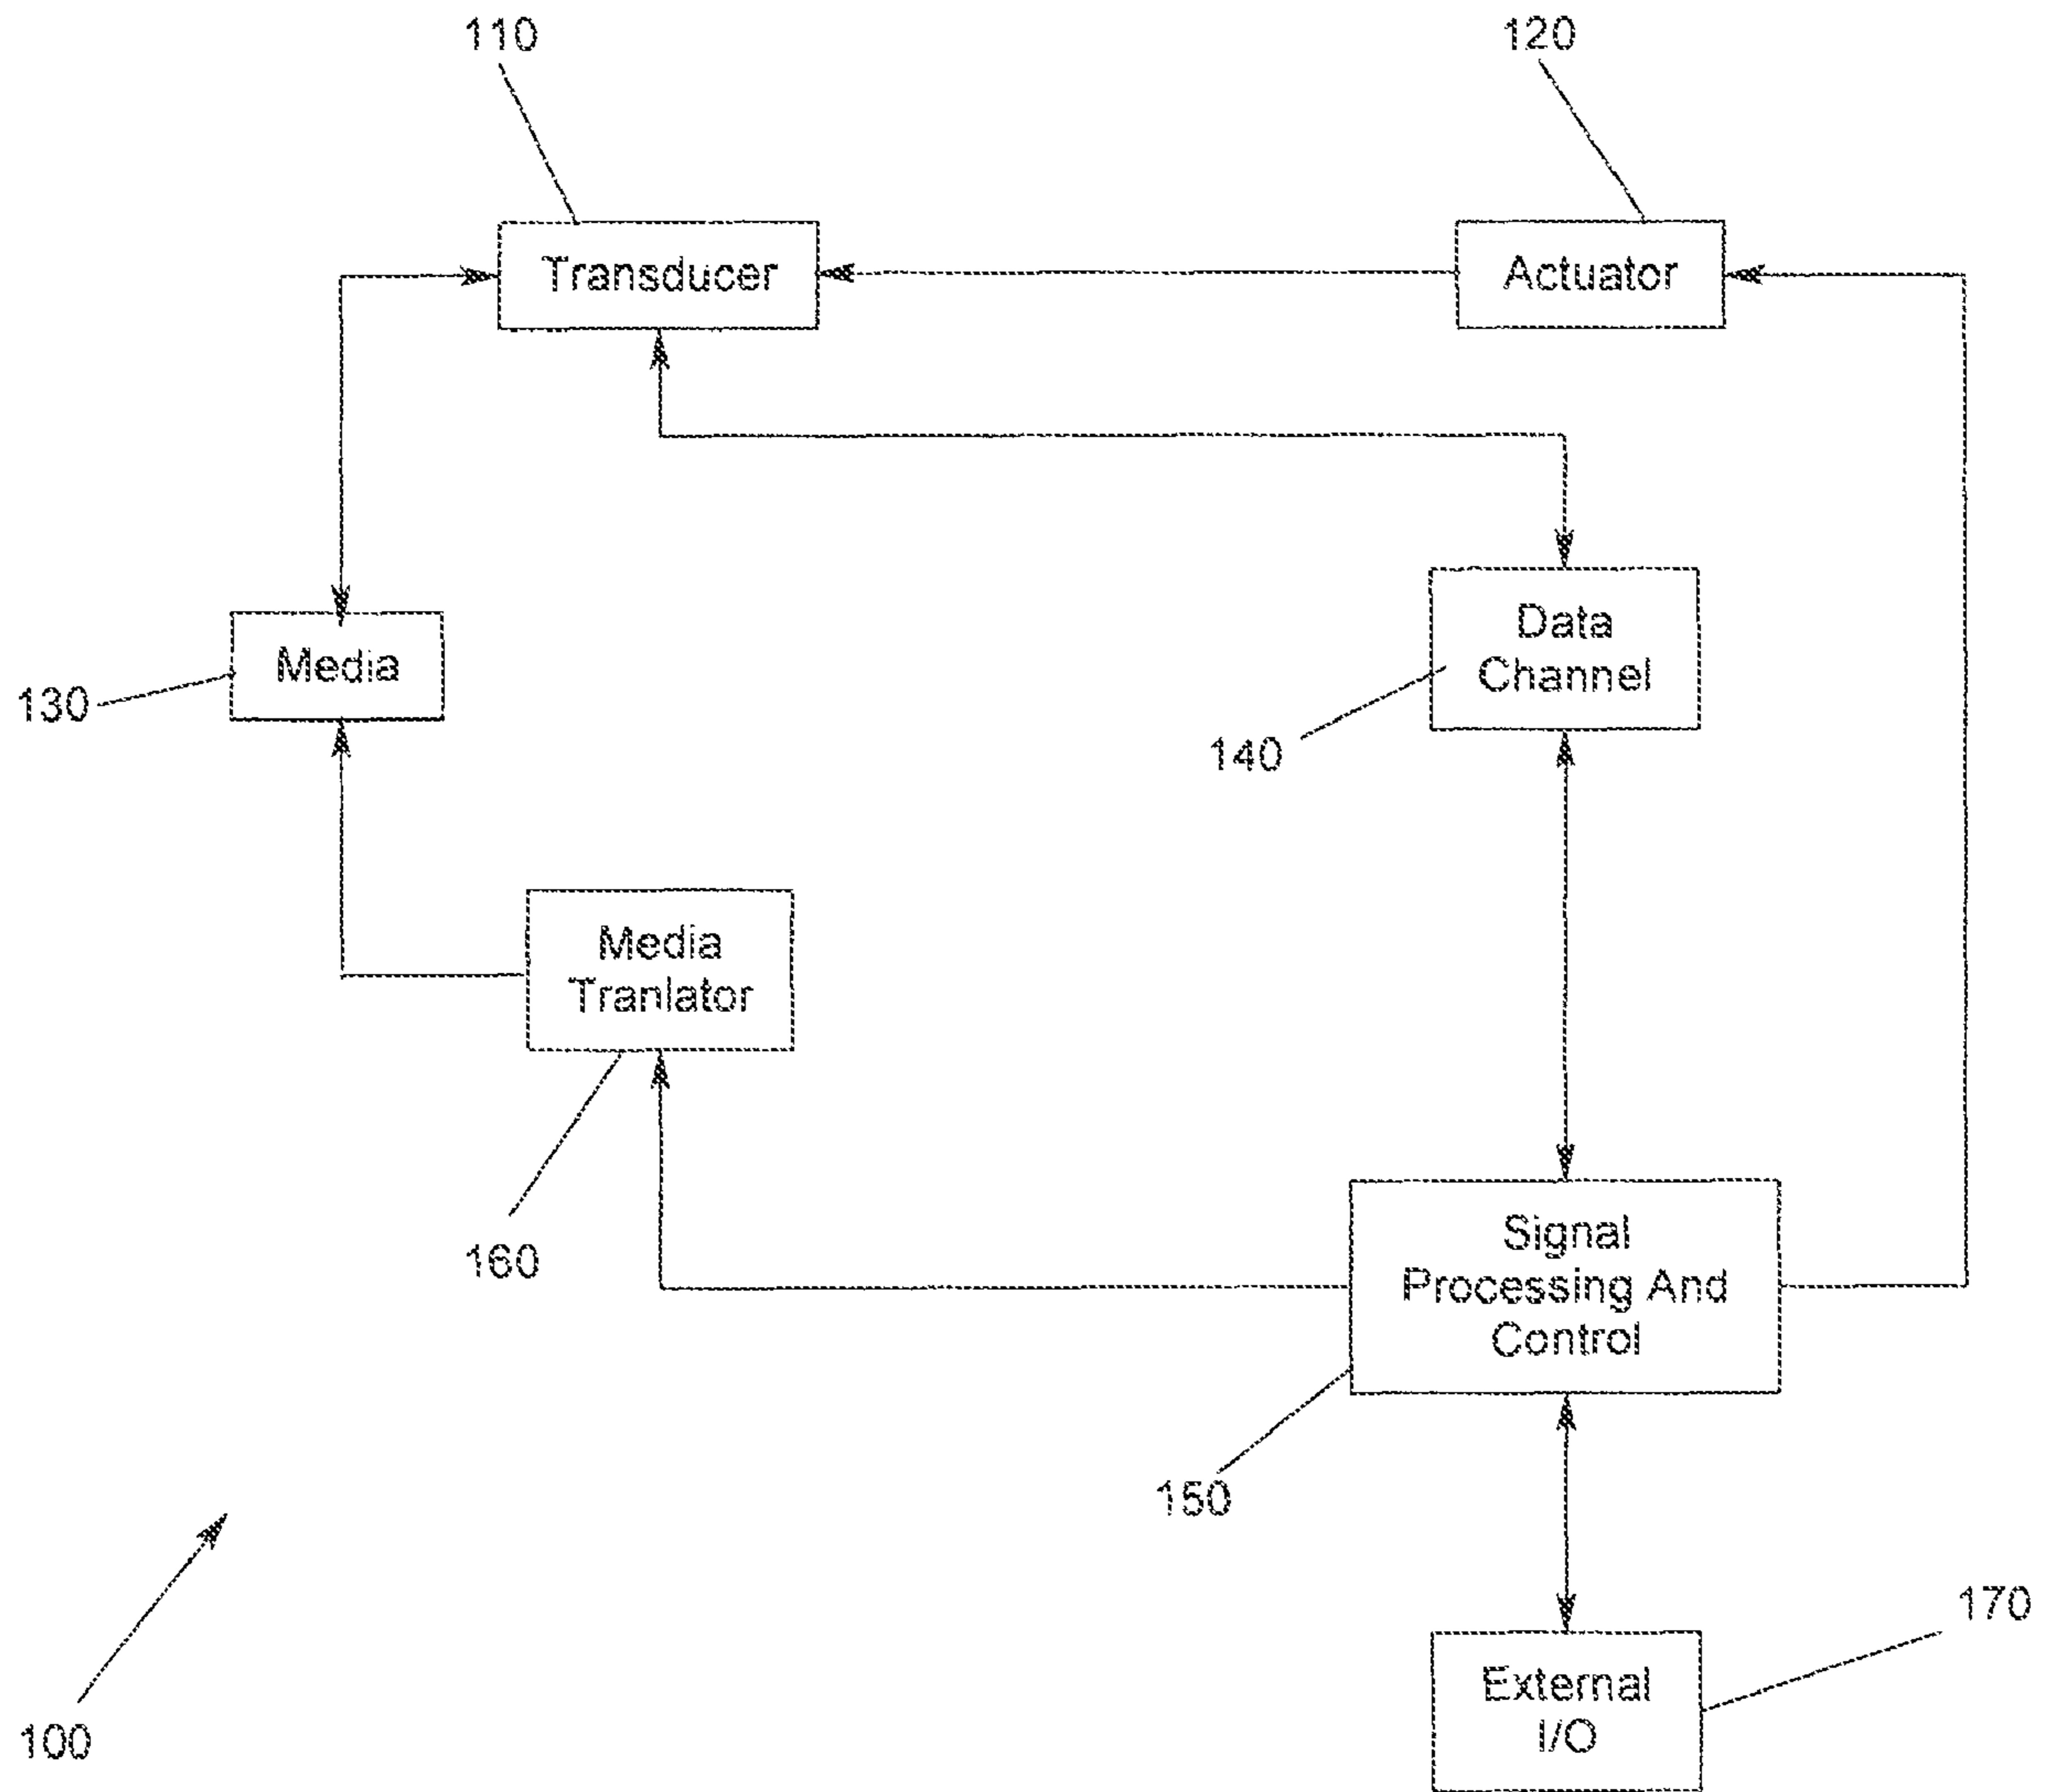 110
120
Transducer
Actuator
Data
Channel
Media
130
140
Media
Tranlator
160
Signal
Processing And
Control
150
170
External
I/O
100